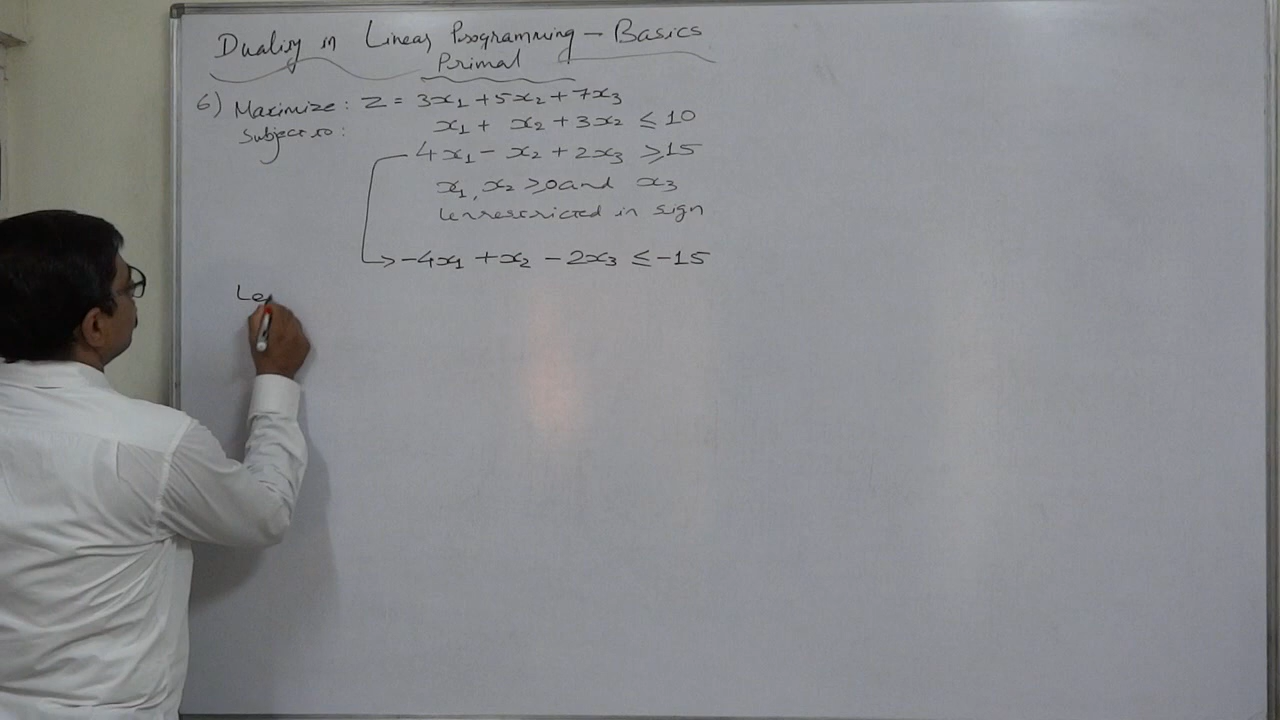 Duality in Linear Programming - Basics
Primal
6) Maximize: Z = 3x₁ + 5x₂ + 7x₃
Subject to: x₁ + x₂ + 3x₂ ≤ 10
4x₁ - x₂ + 2x₃ ≥ 15
x₁, x₂ ≥ 0 and x₃
Unrestricted in sign
-4x₁ + x₂ - 2x₃ ≤ -15
Le